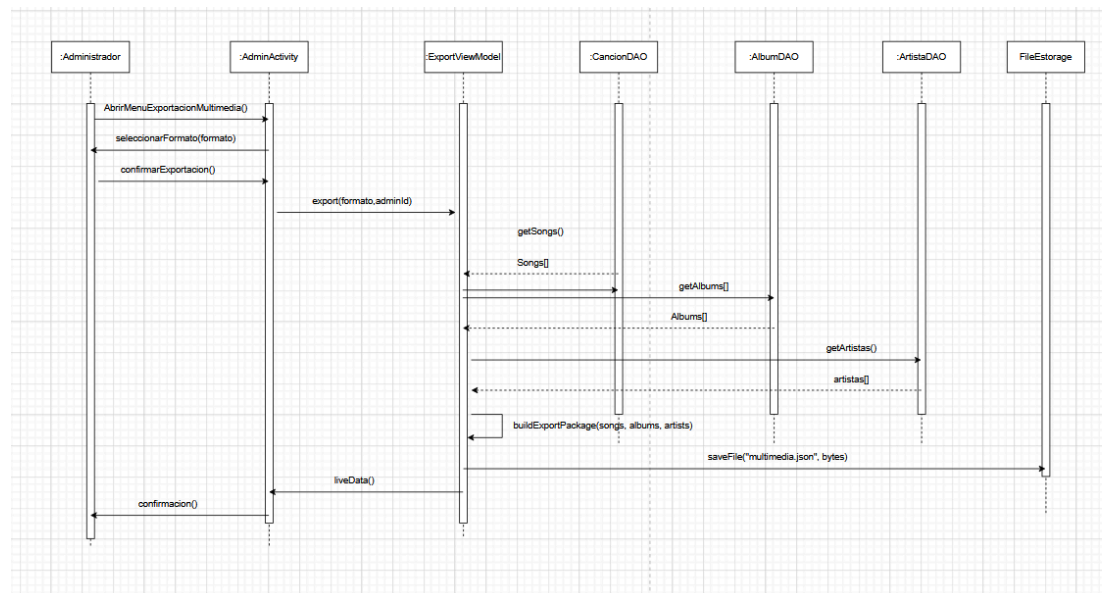 :Administrador
:AdminActivity
:ExportViewModel
:CancionDAO
:AlbumDAO
:ArtistaDAO
FileEstorage
AbrirMenuExportacionMultimedia()
seleccionarFormato(formato)
confirmarExportacion()
export(formato,adminId)
getSongs()
Songs[]
getAlbums[]
Albums[]
getArtistas()
artistas[]
buildExportPackage(songs, albums, artists)
saveFile("multimedia.json", bytes)
liveData()
confirmacion()